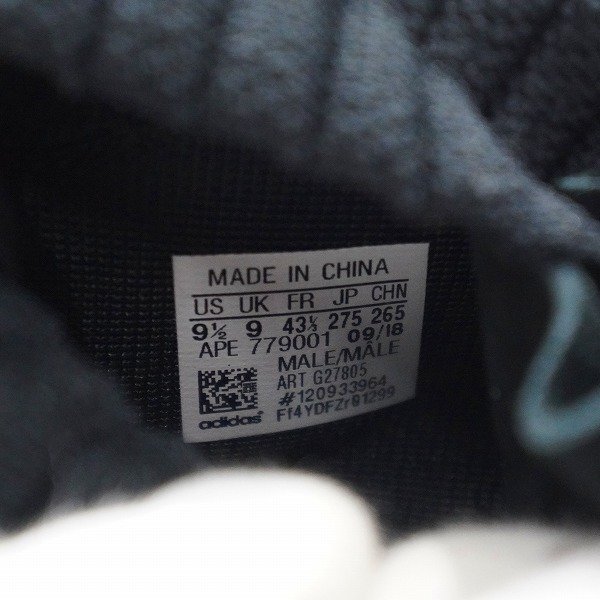 MADE IN CHINA
US UK FR JP CHN
9½ 9 43⅓ 275 265
APE 779001 09/18
MALE/MÂLE
ART G27805
#120933964
adidas